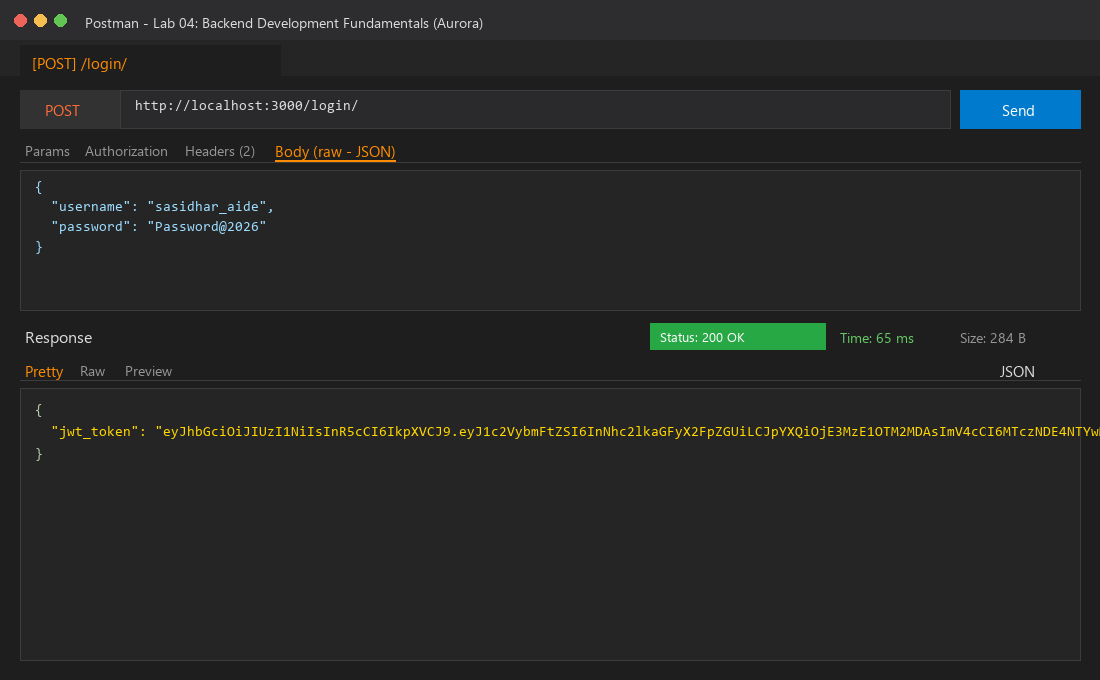 Postman - Lab 04: Backend Development Fundamentals (Aurora)
[POST] /login/
POST http://localhost:3000/login/ Send
Params Authorization Headers (2) Body (raw - JSON)
{
"username": "sasidhar_aide",
"password": "Password@2026"
}
Response Status: 200 OK Time: 65 ms Size: 284 B
Pretty Raw Preview JSON
{
"jwt_token": "eyJhbGciOiJIUzI1NiIsInR5cCI6IkpXVCJ9.eyJ1c2VybmFtZSI6InNhc2lkaGFyX2FpZGUiLCJpYXQiOjE3MzE1OTM2MDAsImV4cCI6MTczNDE4NTYw
}